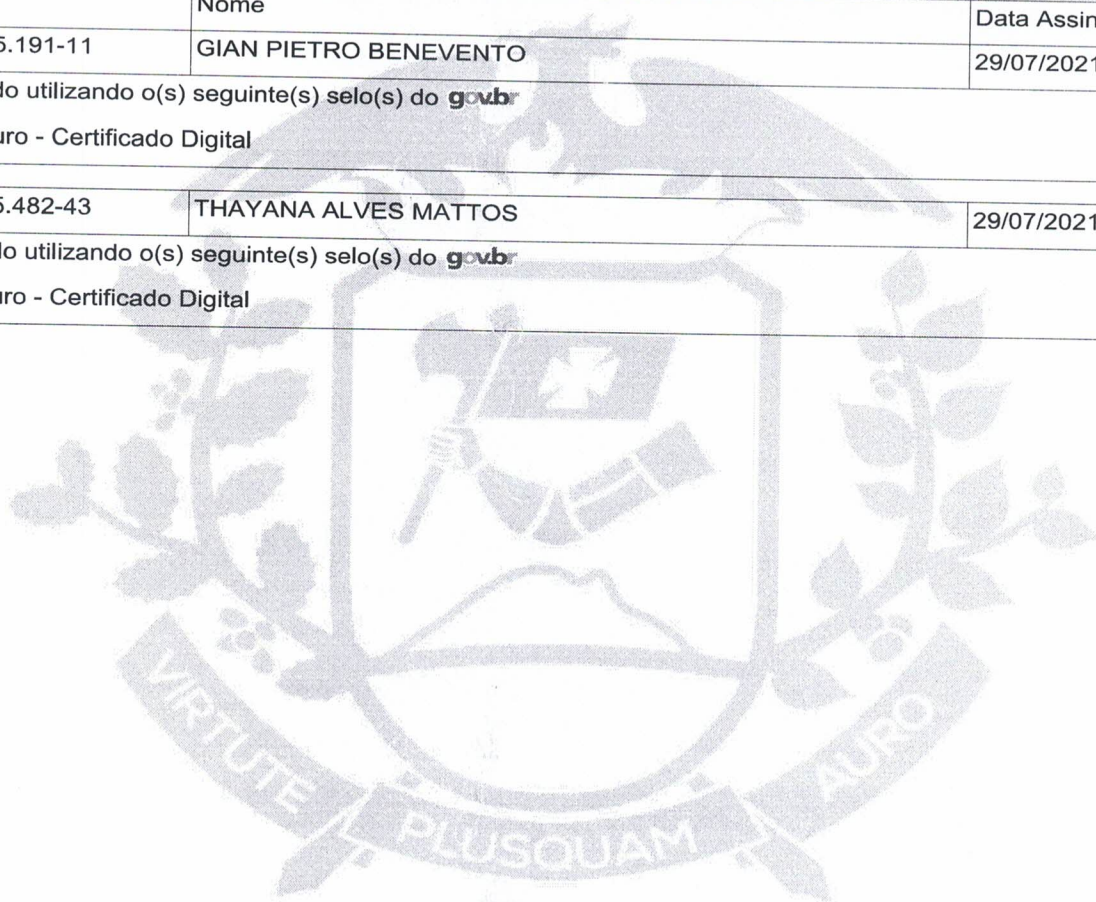 Nome Data Assin
5.191-11 GIAN PIETRO BENEVENTO 29/07/2021
do utilizando o(s) seguinte(s) selo(s) do gov.br
uro - Certificado Digital
5.482-43 THAYANA ALVES MATTOS 29/07/2021
do utilizando o(s) seguinte(s) selo(s) do gov.br
uro - Certificado Digital
VIRTUTE PLUSQUAM AURO